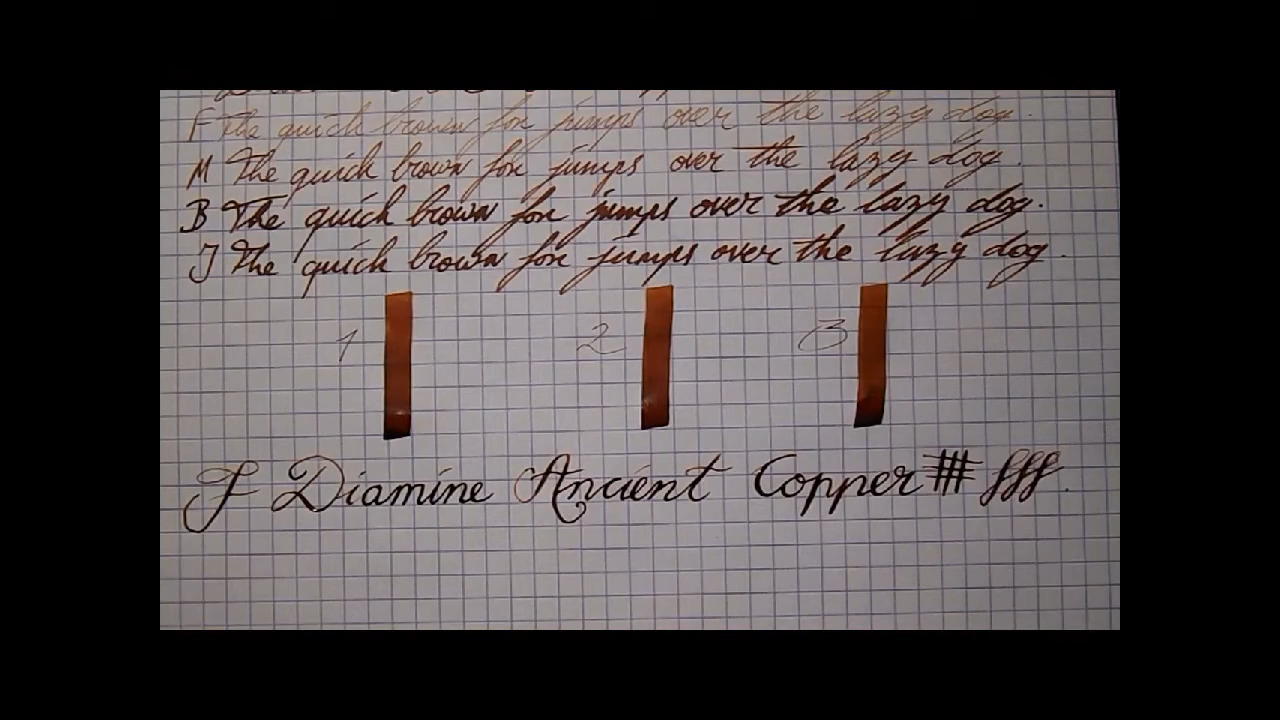 F The quick brown fox jumps over the lazy dog.
M The quick brown fox jumps over the lazy dog.
B The quick brown fox jumps over the lazy dog.
J The quick brown fox jumps over the lazy dog.
1 2 3
J Diamine Ancient Copper # fff.